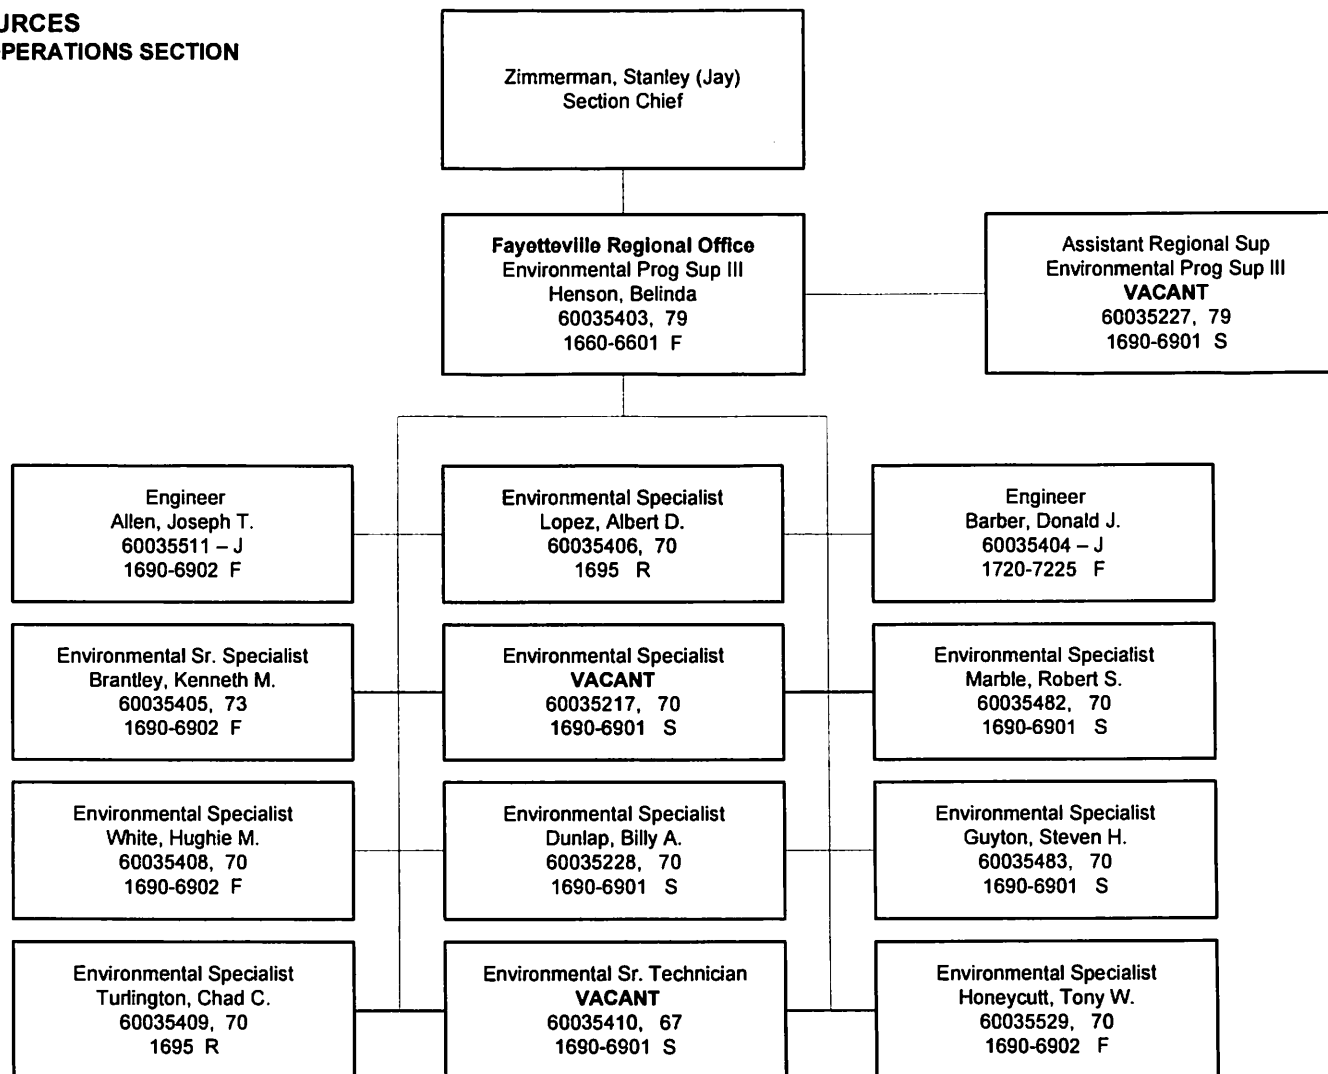 URCES
OPERATIONS SECTION
Zimmerman, Stanley (Jay)
Section Chief
Fayetteville Regional Office
Environmental Prog Sup III
Henson, Belinda
60035403, 79
1660-6601 F
Assistant Regional Sup
Environmental Prog Sup III
VACANT
60035227, 79
1690-6901 S
Engineer
Allen, Joseph T.
60035511 – J
1690-6902 F
Environmental Specialist
Lopez, Albert D.
60035406, 70
1695 R
Engineer
Barber, Donald J.
60035404 – J
1720-7225 F
Environmental Sr. Specialist
Brantley, Kenneth M.
60035405, 73
1690-6902 F
Environmental Specialist
VACANT
60035217, 70
1690-6901 S
Environmental Specialist
Marble, Robert S.
60035482, 70
1690-6901 S
Environmental Specialist
White, Hughie M.
60035408, 70
1690-6902 F
Environmental Specialist
Dunlap, Billy A.
60035228, 70
1690-6901 S
Environmental Specialist
Guyton, Steven H.
60035483, 70
1690-6901 S
Environmental Specialist
Turlington, Chad C.
60035409, 70
1695 R
Environmental Sr. Technician
VACANT
60035410, 67
1690-6901 S
Environmental Specialist
Honeycutt, Tony W.
60035529, 70
1690-6902 F